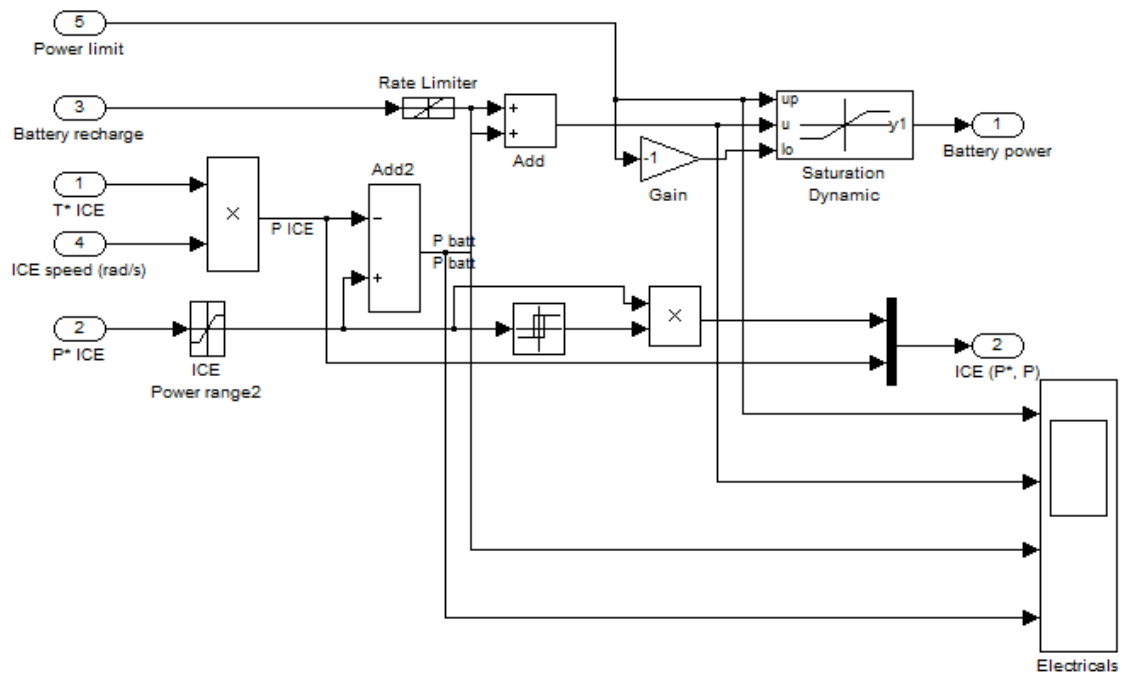 5
Power limit
Rate Limiter
3
Battery recharge
+
+
Add
up
u
lo
y1
1
Battery power
-1
Gain
Saturation
Dynamic
1
T* ICE
×
P ICE
Add2
−
+
P batt
P batt
4
ICE speed (rad/s)
2
P* ICE
ICE
Power range2
×
2
ICE (P*, P)
Electricals